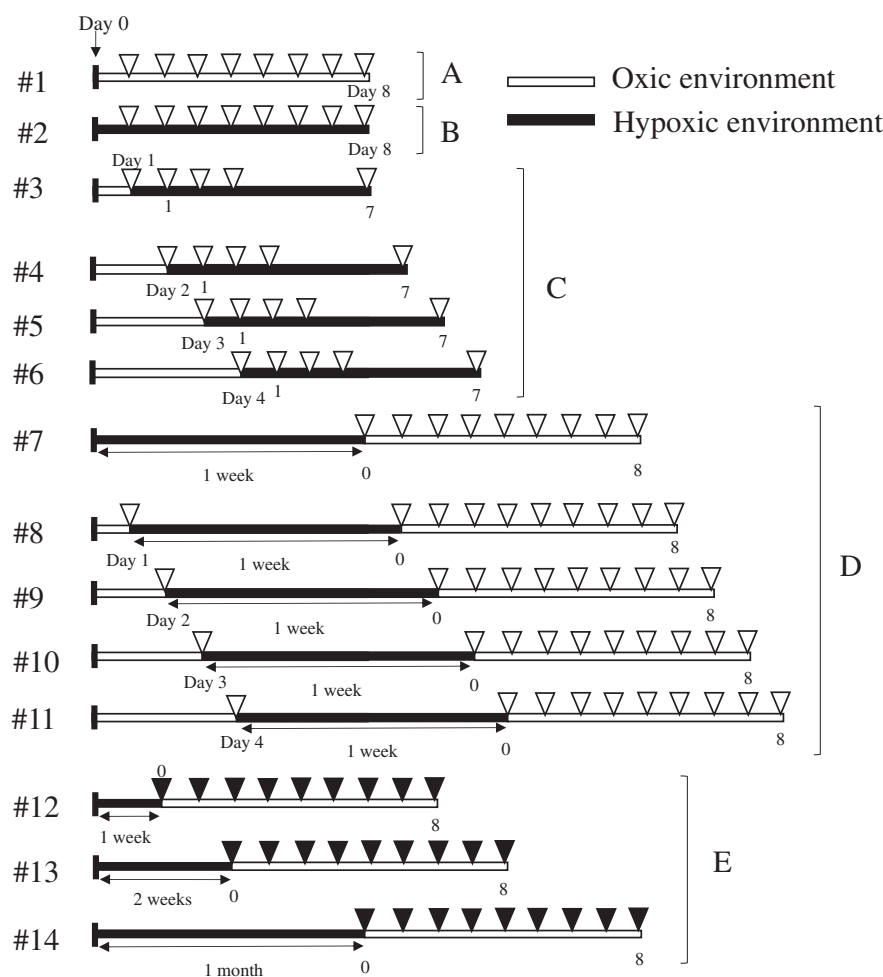 Day 0
#1 Day 8 A Oxic environment
#2 Day 8 B Hypoxic environment
Day 1
#3 1 7
#4 Day 2 1 7 C
#5 Day 3 1 7
#6 Day 4 1 7
#7 1 week 0 8
#8 Day 1 1 week 0 8
#9 Day 2 1 week 0 8 D
#10 Day 3 1 week 0 8
#11 Day 4 1 week 0 8
0
#12 1 week 8
#13 2 weeks 0 8 E
#14 1 month 0 8